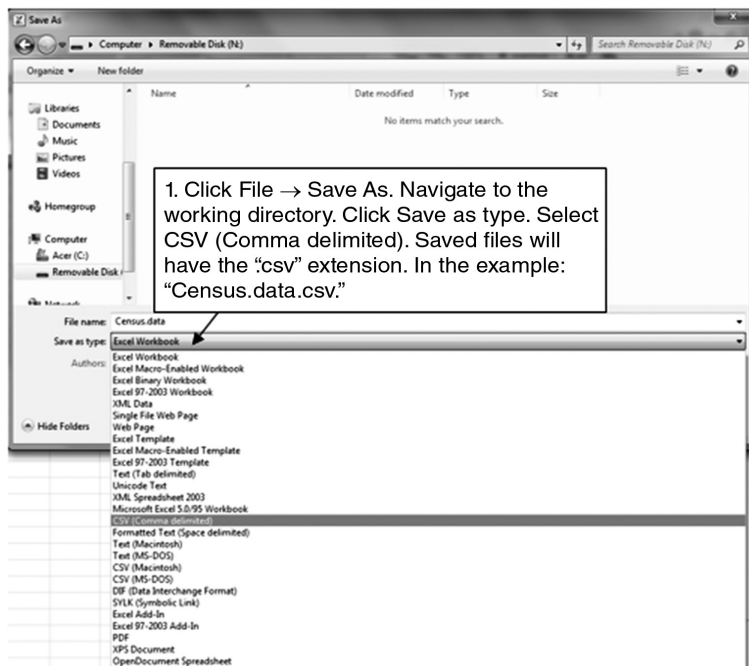 Save As
Computer ▸ Removable Disk (N:)
Search Removable Disk (N:)
Organize
New folder
Name
Date modified
Type
Size
No items match your search.
Libraries
Documents
Music
Pictures
Videos
Homegroup
Computer
Acer (C:)
Removable Disk
Network
1. Click File → Save As. Navigate to the
working directory. Click Save as type. Select
CSV (Comma delimited). Saved files will
have the “.csv” extension. In the example:
“Census.data.csv.”
File name: Census.data
Save as type: Excel Workbook
Authors:
Excel Workbook
Excel Macro-Enabled Workbook
Excel Binary Workbook
Excel 97-2003 Workbook
XML Data
Single File Web Page
Web Page
Excel Template
Excel Macro-Enabled Template
Excel 97-2003 Template
Text (Tab delimited)
Unicode Text
XML Spreadsheet 2003
Microsoft Excel 5.0/95 Workbook
CSV (Comma delimited)
Formatted Text (Space delimited)
Text (Macintosh)
Text (MS-DOS)
CSV (Macintosh)
CSV (MS-DOS)
DIF (Data Interchange Format)
SYLK (Symbolic Link)
Excel Add-In
Excel 97-2003 Add-In
PDF
XPS Document
OpenDocument Spreadsheet
Hide Folders